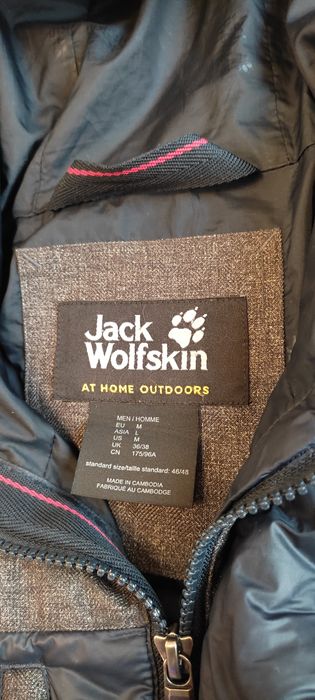 Jack
Wolfskin
AT HOME OUTDOORS
MEN / HOMME
EU M
ASIA L
US M
UK 36/38
CN 175/96A
standard size/taille standard: 46/48
MADE IN CAMBODIA
FABRIQUE AU CAMBODGE